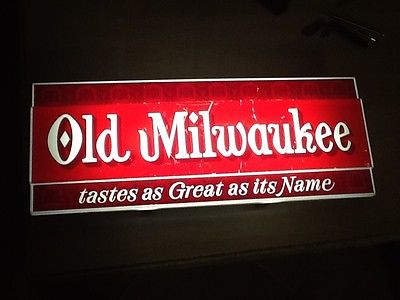 Old Milwaukee
tastes as Great as its Name